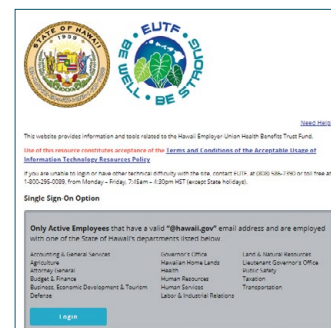 STATE OF HAWAII
1959
EUTF
BE WELL • BE STRONG
Need Help
This website provides information and tools related to the Hawaii Employer Union Health Benefits Trust Fund.
Use of this resource constitutes acceptance of the Terms and Conditions of the Acceptable Usage of
Information Technology Resources Policy
If you are unable to login or have other technical difficulty with the site, contact EUTF, at (808) 586-7390 or toll free at
1-800-295-0089, from Monday – Friday, 7:45am – 4:30pm HST (except State holidays).
Single Sign-On Option
Only Active Employees that have a valid "@hawaii.gov" email address and are employed
with one of the State of Hawaii's departments listed below
Accounting & General Services
Agriculture
Attorney General
Budget & Finance
Business, Economic Development & Tourism
Defense
Governor's Office
Hawaiian Home Lands
Health
Human Resources
Human Services
Labor & Industrial Relations
Land & Natural Resources
Lieutenant Governor's Office
Public Safety
Taxation
Transportation
Login